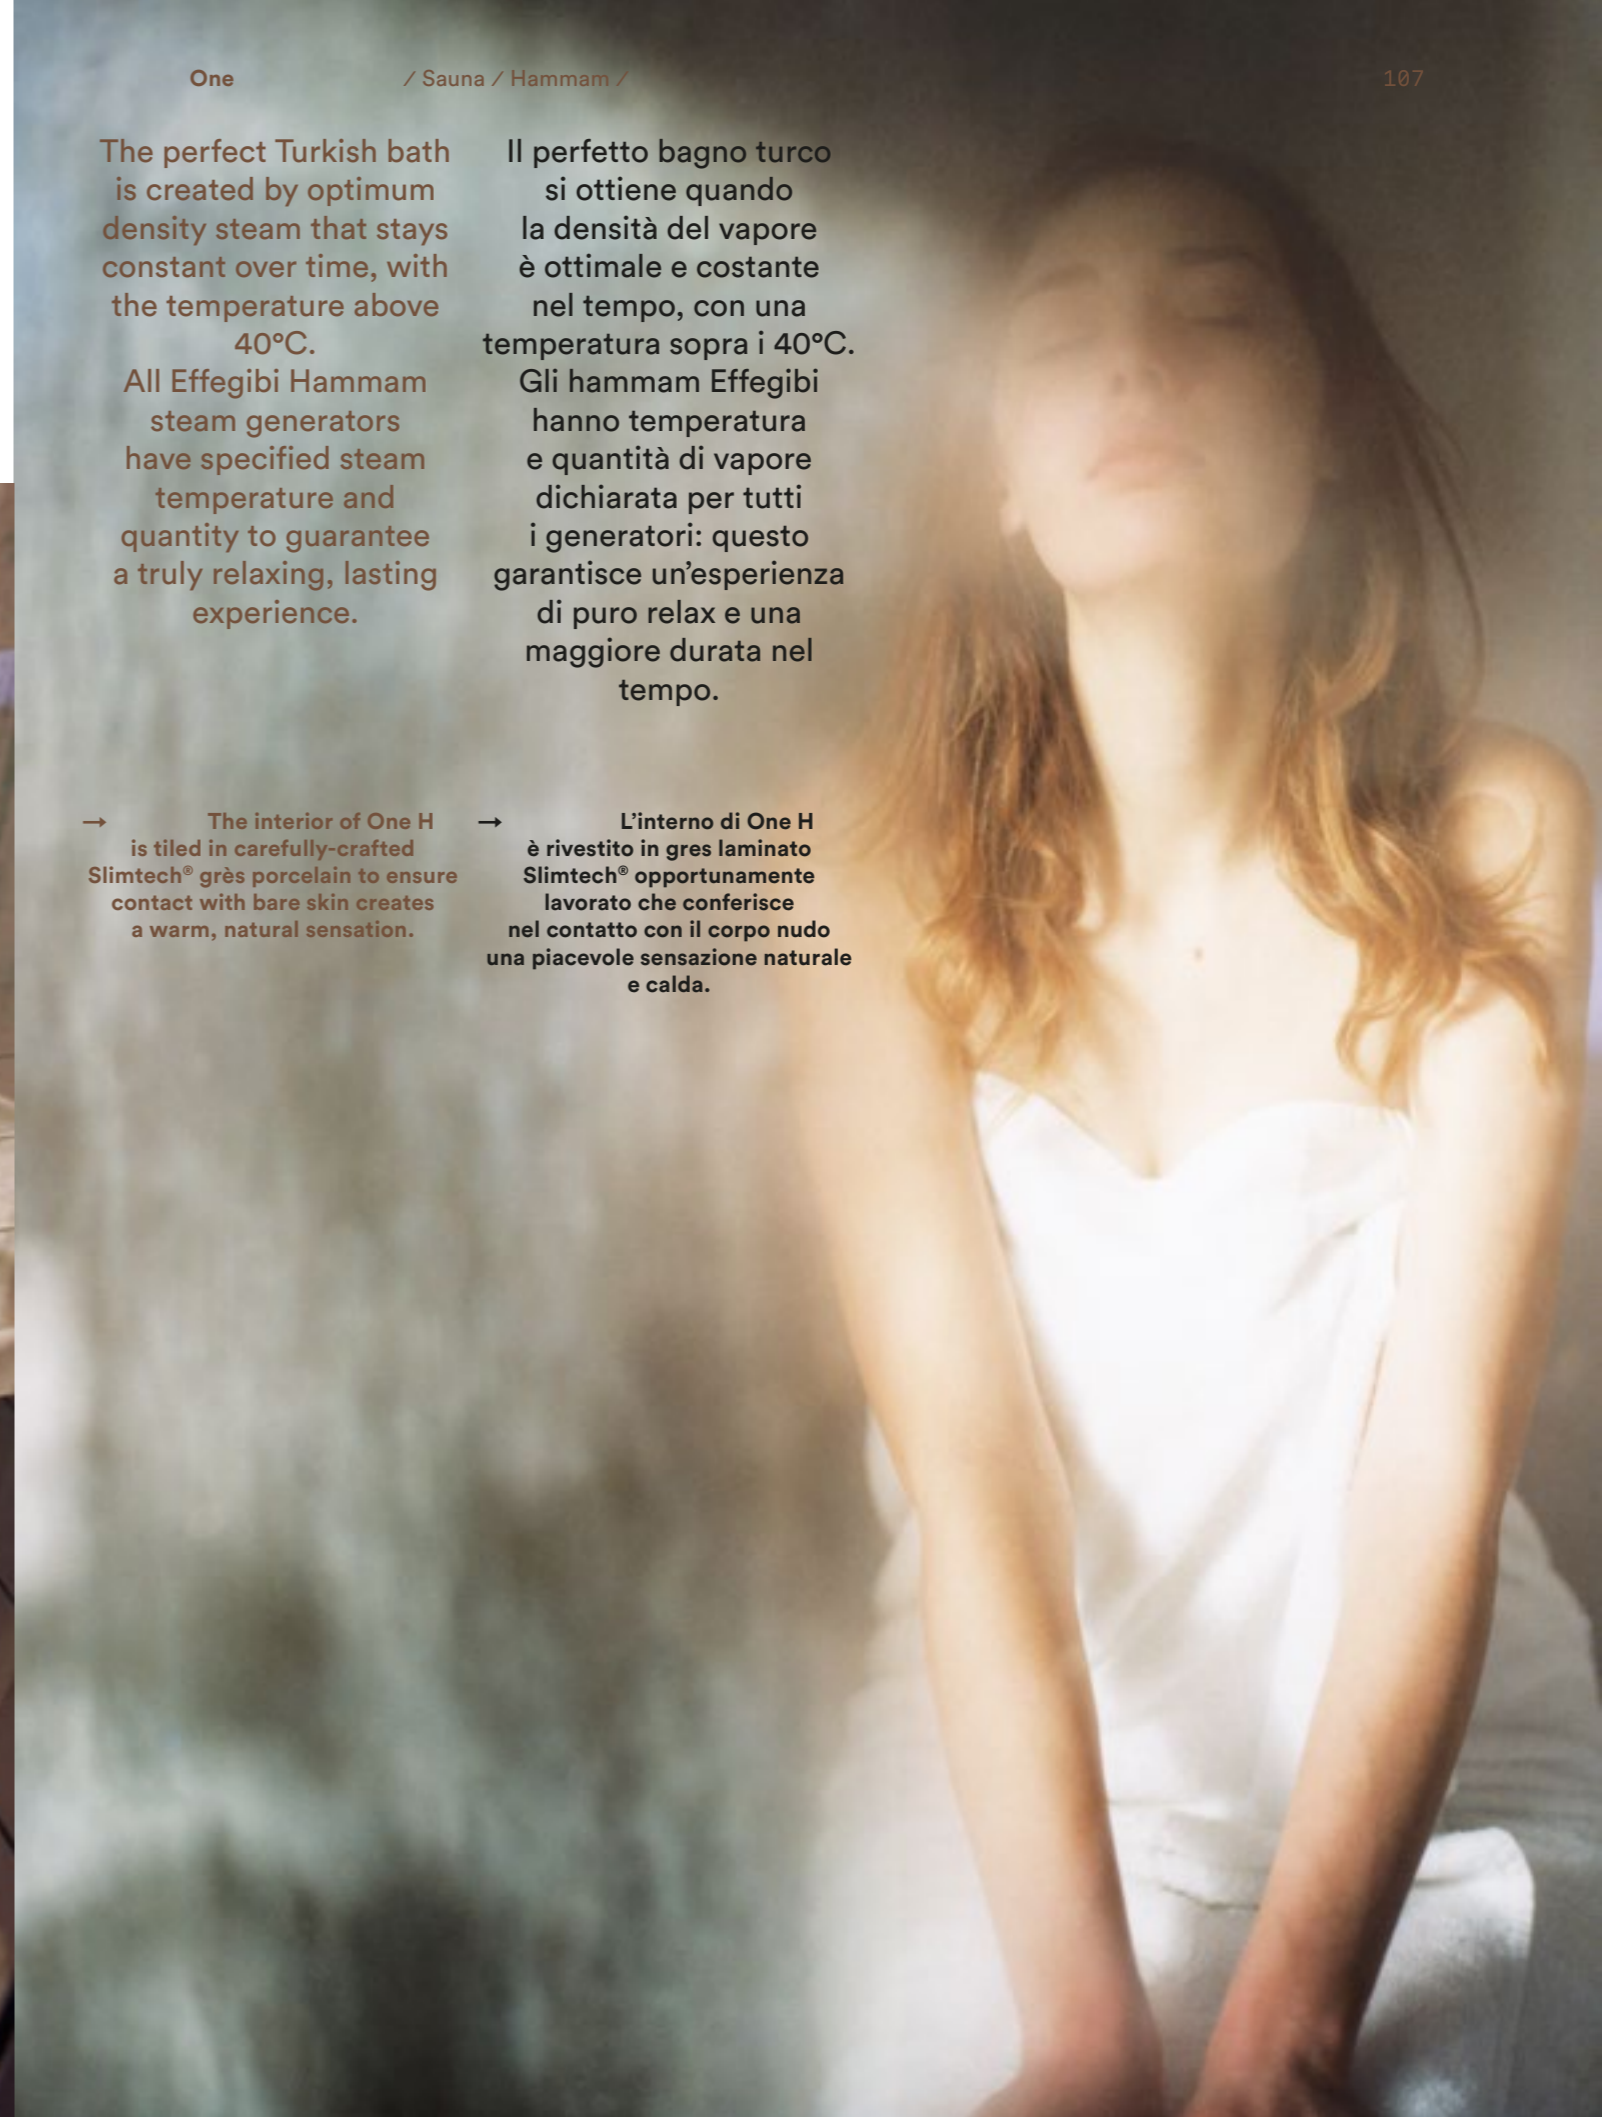 One
/ Sauna / Hammam /
107
The perfect Turkish bath
is created by optimum
density steam that stays
constant over time, with
the temperature above
40°C.
All Effegibi Hammam
steam generators
have specified steam
temperature and
quantity to guarantee
a truly relaxing, lasting
experience.
Il perfetto bagno turco
si ottiene quando
la densità del vapore
è ottimale e costante
nel tempo, con una
temperatura sopra i 40°C.
Gli hammam Effegibi
hanno temperatura
e quantità di vapore
dichiarata per tutti
i generatori: questo
garantisce un’esperienza
di puro relax e una
maggiore durata nel
tempo.
→ The interior of One H
is tiled in carefully-crafted
Slimtech® grès porcelain to ensure
contact with bare skin creates
a warm, natural sensation.
→ L’interno di One H
è rivestito in gres laminato
Slimtech® opportunamente
lavorato che conferisce
nel contatto con il corpo nudo
una piacevole sensazione naturale
e calda.